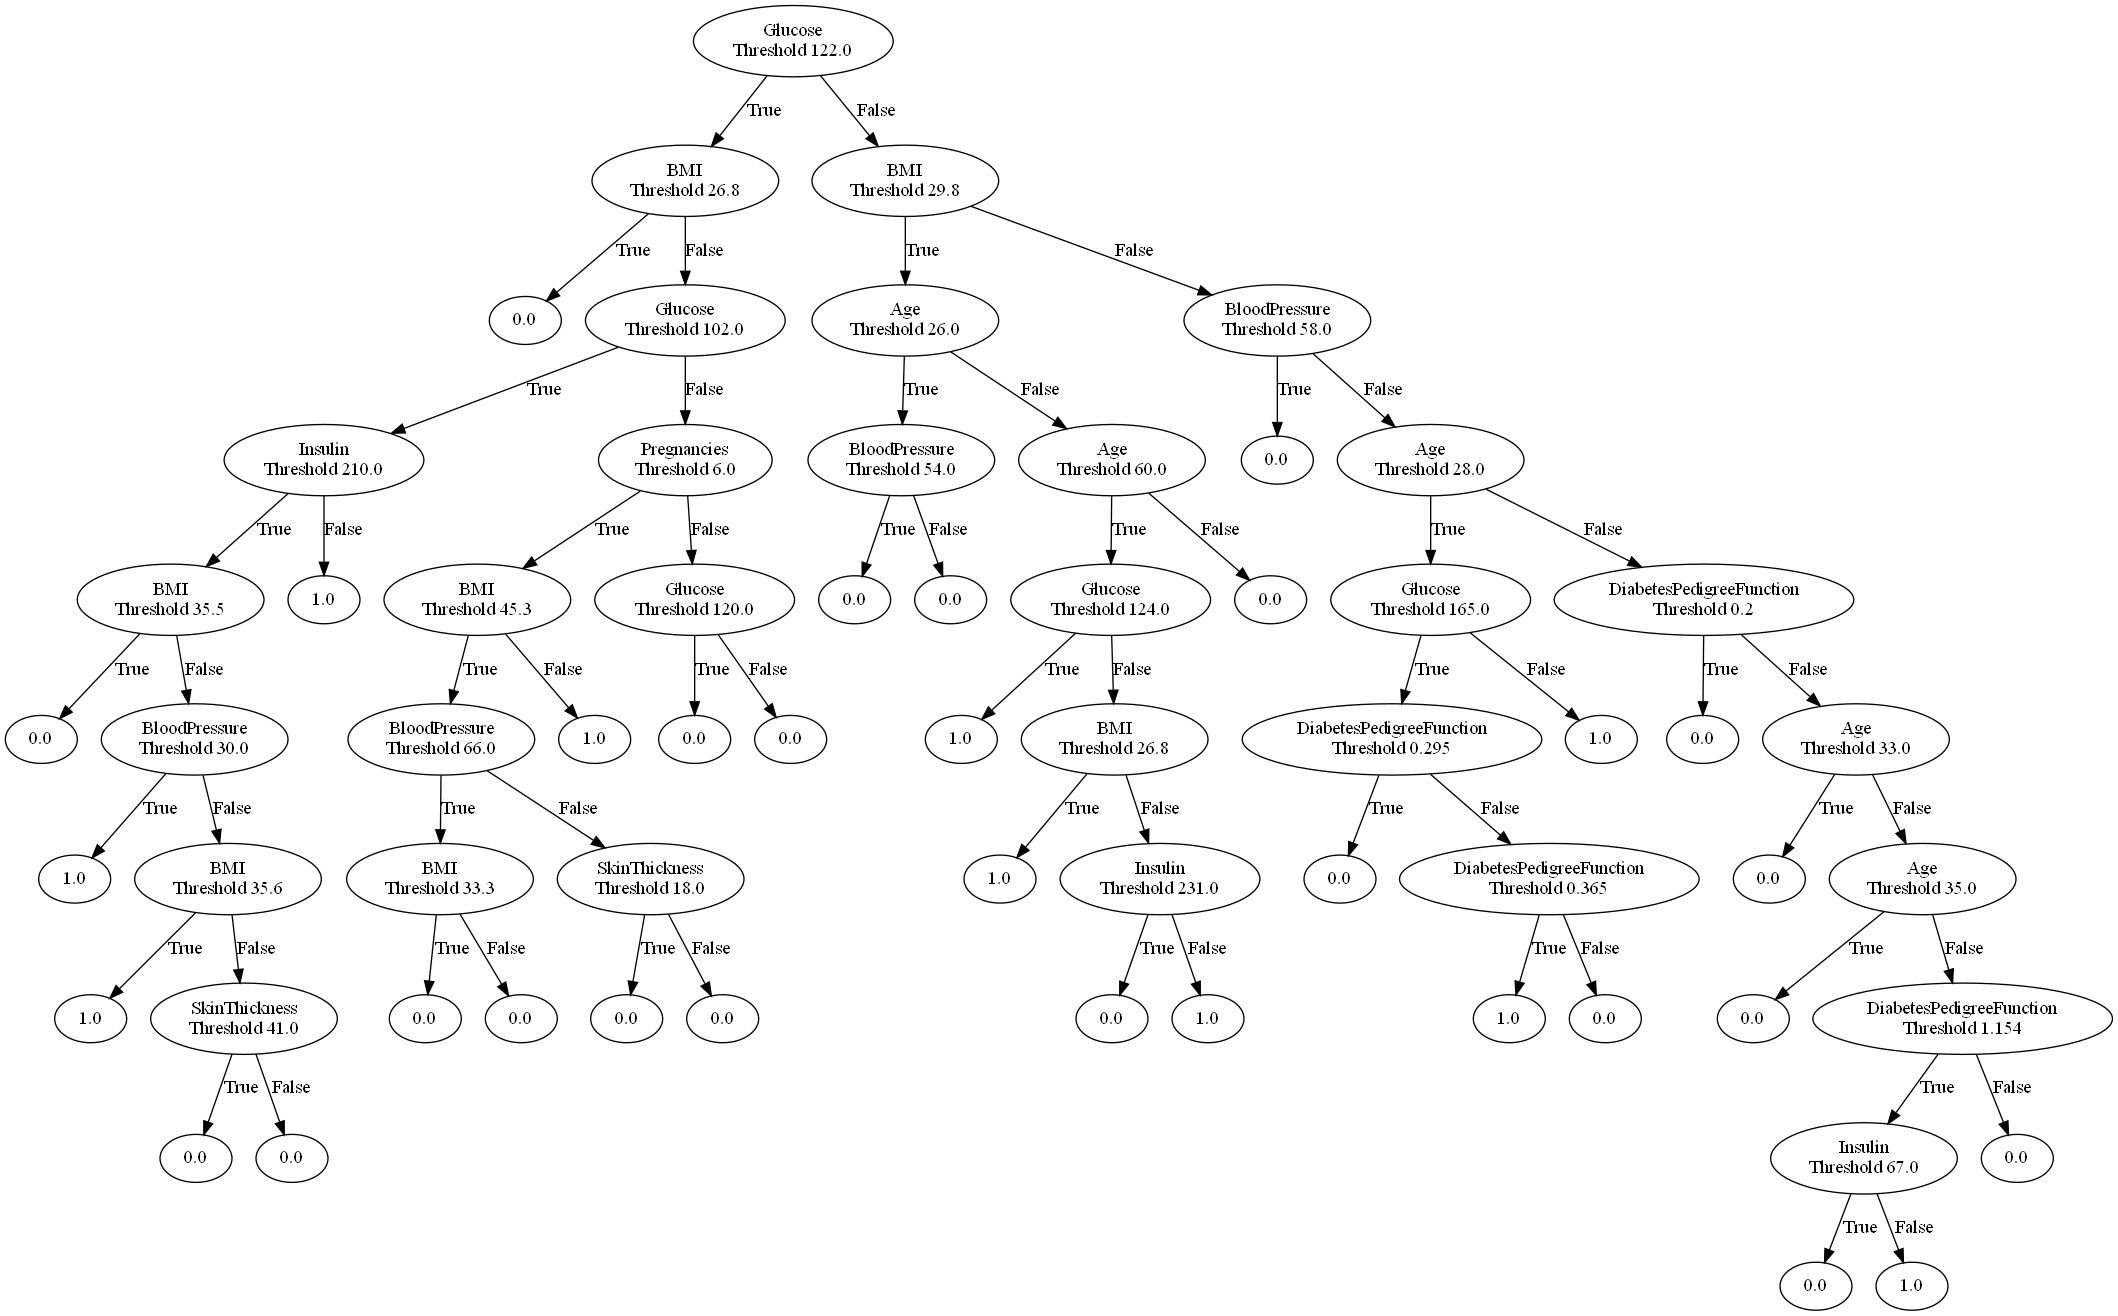 Glucose
Threshold 122.0
True
False
BMI
Threshold 26.8
BMI
Threshold 29.8
True
False
True
False
0.0
Glucose
Threshold 102.0
Age
Threshold 26.0
BloodPressure
Threshold 58.0
True
False
True
False
True
False
Insulin
Threshold 210.0
Pregnancies
Threshold 6.0
BloodPressure
Threshold 54.0
Age
Threshold 60.0
0.0
Age
Threshold 28.0
True
False
True
False
True
False
True
False
True
False
BMI
Threshold 35.5
1.0
BMI
Threshold 45.3
Glucose
Threshold 120.0
0.0
0.0
Glucose
Threshold 124.0
0.0
Glucose
Threshold 165.0
DiabetesPedigreeFunction
Threshold 0.2
True
False
True
False
True
False
True
False
True
False
True
False
0.0
BloodPressure
Threshold 30.0
BloodPressure
Threshold 66.0
1.0
0.0
0.0
1.0
BMI
Threshold 26.8
DiabetesPedigreeFunction
Threshold 0.295
1.0
0.0
Age
Threshold 33.0
True
False
True
False
True
False
True
False
True
False
1.0
BMI
Threshold 35.6
BMI
Threshold 33.3
SkinThickness
Threshold 18.0
1.0
Insulin
Threshold 231.0
0.0
DiabetesPedigreeFunction
Threshold 0.365
0.0
Age
Threshold 35.0
True
False
True
False
True
False
True
False
True
False
True
False
1.0
SkinThickness
Threshold 41.0
0.0
0.0
0.0
0.0
0.0
1.0
1.0
0.0
0.0
DiabetesPedigreeFunction
Threshold 1.154
True
False
True
False
0.0
0.0
Insulin
Threshold 67.0
0.0
True
False
0.0
1.0